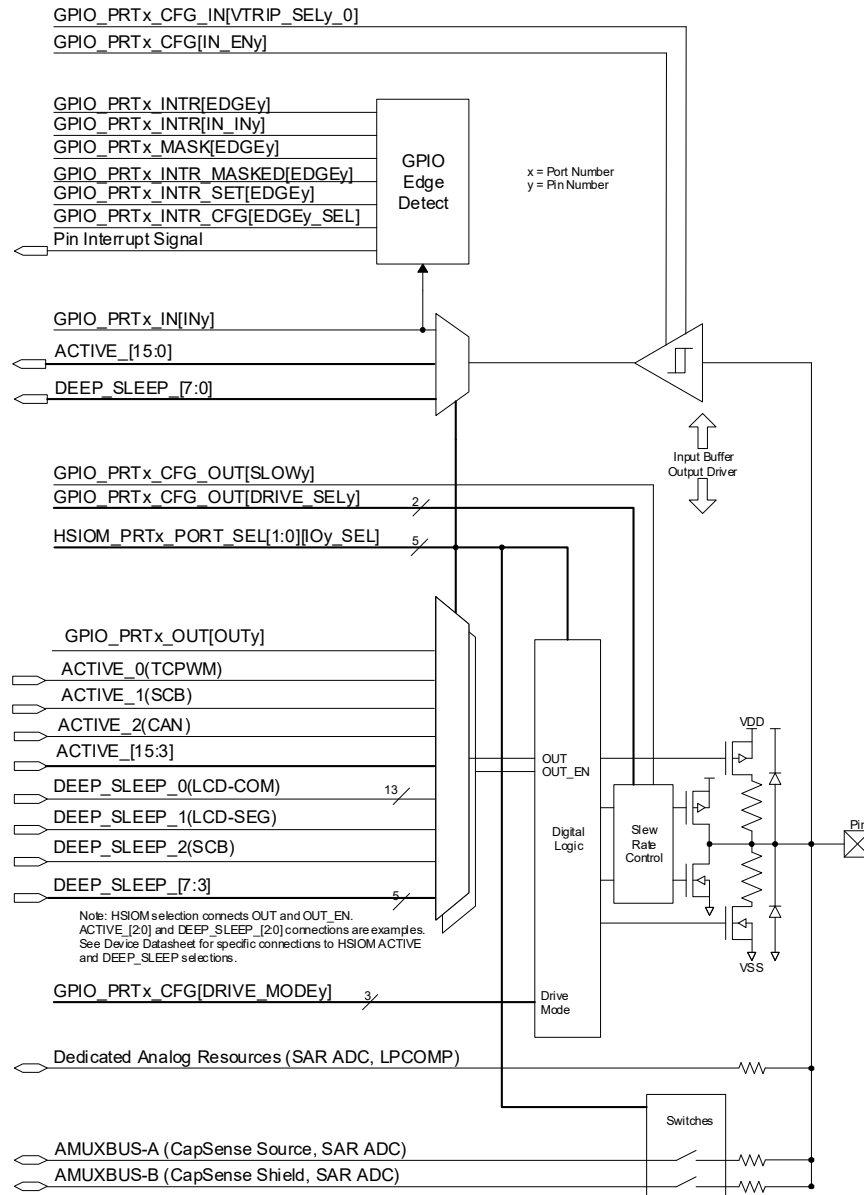 GPIO_PRTx_CFG_IN[VTRIP_SELy_0]
GPIO_PRTx_CFG[IN_ENy]
GPIO_PRTx_INTR[EDGEy]
GPIO_PRTx_INTR[IN_INy]
GPIO_PRTx_MASK[EDGEy]
GPIO_PRTx_INTR_MASKED[EDGEy]
GPIO_PRTx_INTR_SET[EDGEy]
GPIO_PRTx_INTR_CFG[EDGEy_SEL]
Pin Interrupt Signal
GPIO
Edge
Detect
x = Port Number
y = Pin Number
GPIO_PRTx_IN[INy]
ACTIVE_[15:0]
DEEP_SLEEP_[7:0]
Input Buffer
Output Driver
GPIO_PRTx_CFG_OUT[SLOWy]
GPIO_PRTx_CFG_OUT[DRIVE_SELy]
2
HSIOM_PRTx_PORT_SEL[1:0][IOy_SEL]
5
GPIO_PRTx_OUT[OUTy]
ACTIVE_0(TCPWM)
ACTIVE_1(SCB)
ACTIVE_2(CAN)
ACTIVE_[15:3]
DEEP_SLEEP_0(LCD-COM)
13
DEEP_SLEEP_1(LCD-SEG)
DEEP_SLEEP_2(SCB)
DEEP_SLEEP_[7:3]
5
OUT
OUT_EN
Digital
Logic
Slew
Rate
Control
VDD
Pin
VSS
Note: HSIOM selection connects OUT and OUT_EN.
ACTIVE_[2:0] and DEEP_SLEEP_[2:0] connections are examples.
See Device Datasheet for specific connections to HSIOM ACTIVE
and DEEP_SLEEP selections.
GPIO_PRTx_CFG[DRIVE_MODEy]
3
Drive
Mode
Dedicated Analog Resources (SAR ADC, LPCOMP)
Switches
AMUXBUS-A (CapSense Source, SAR ADC)
AMUXBUS-B (CapSense Shield, SAR ADC)